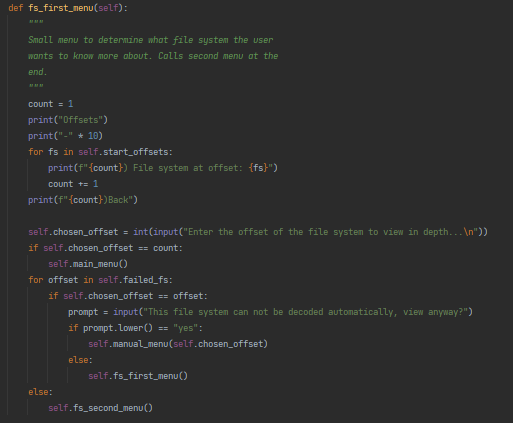 def fs_first_menu(self):
    """
    Small menu to determine what file system the user
    wants to know more about. Calls second menu at the
    end.
    """
    count = 1
    print("Offsets")
    print("-" * 10)
    for fs in self.start_offsets:
        print(f"{count}) File system at offset: {fs}")
        count += 1
    print(f"{count})Back")

    self.chosen_offset = int(input("Enter the offset of the file system to view in depth...\n"))
    if self.chosen_offset == count:
        self.main_menu()
    for offset in self.failed_fs:
        if self.chosen_offset == offset:
            prompt = input("This file system can not be decoded automatically, view anyway?")
            if prompt.lower() == "yes":
                self.manual_menu(self.chosen_offset)
            else:
                self.fs_first_menu()
    else:
        self.fs_second_menu()